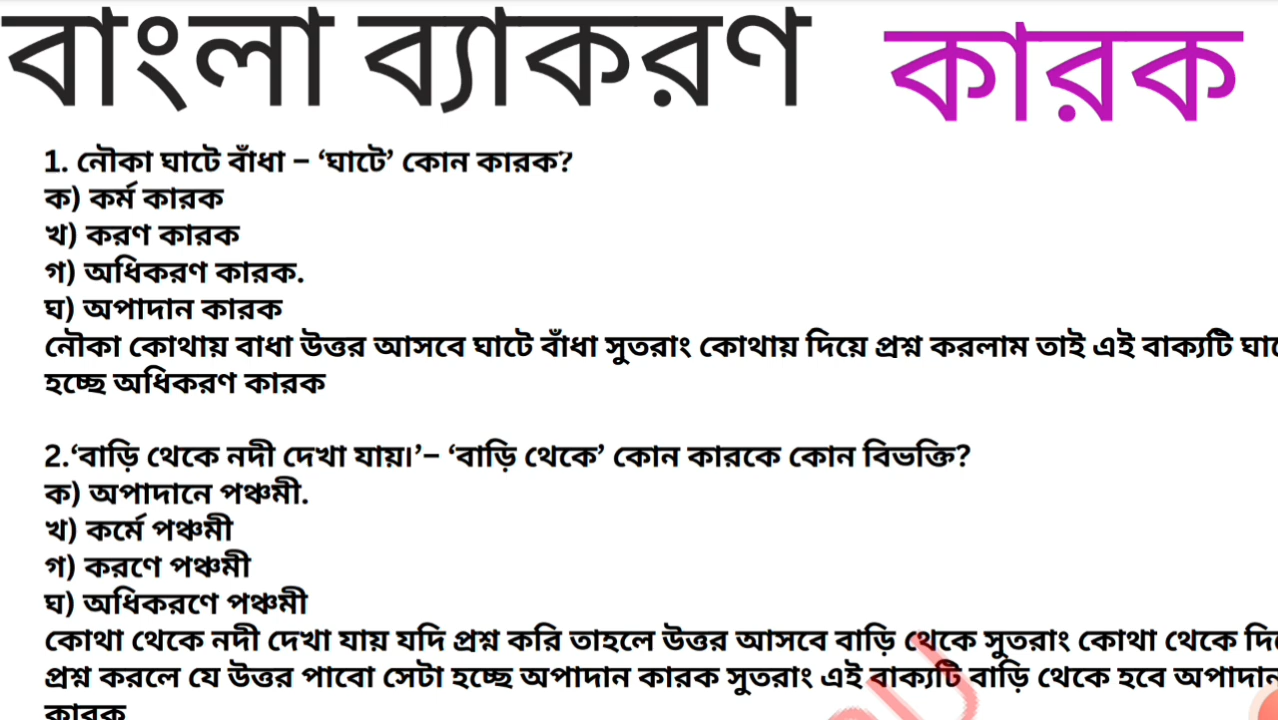 বাংলা ব্যাকরণ কারক
1. নৌকা ঘাটে বাঁধা – ‘ঘাটে’ কোন কারক?
ক) কর্ম কারক
খ) করণ কারক
গ) অধিকরণ কারক.
ঘ) অপাদান কারক
নৌকা কোথায় বাধা উত্তর আসবে ঘাটে বাঁধা সুতরাং কোথায় দিয়ে প্রশ্ন করলাম তাই এই বাক্যটি
হচ্ছে অধিকরণ কারক
2.‘বাড়ি থেকে নদী দেখা যায়।’– ‘বাড়ি থেকে’ কোন কারকে কোন বিভক্তি?
ক) অপাদানে পঞ্চমী.
খ) কর্মে পঞ্চমী
গ) করণে পঞ্চমী
ঘ) অধিকরণে পঞ্চমী
কোথা থেকে নদী দেখা যায় যদি প্রশ্ন করি তাহলে উত্তর আসবে বাড়ি থেকে সুতরাং কোথা থেকে
প্রশ্ন করলে যে উত্তর পাবো সেটা হচ্ছে অপাদান কারক সুতরাং এই বাক্যটি বাড়ি থেকে হবে অপাদান
কারক